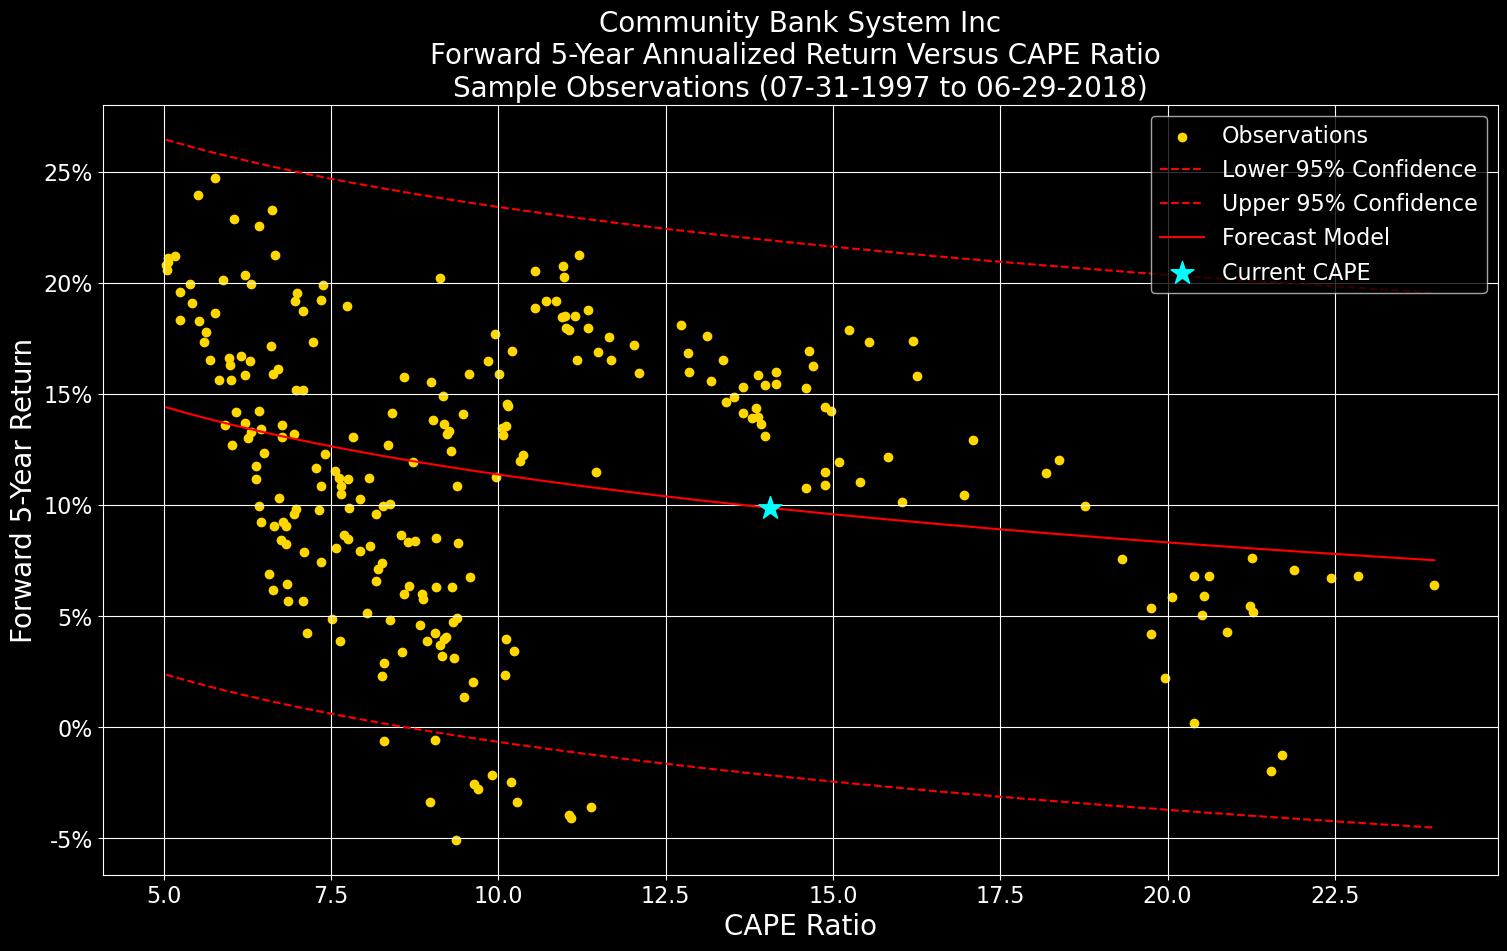 Community Bank System Inc
Forward 5-Year Annualized Return Versus CAPE Ratio
Sample Observations (07-31-1997 to 06-29-2018)
Observations
Lower 95% Confidence
Upper 95% Confidence
Forecast Model
Current CAPE
Forward 5-Year Return
25%
20%
15%
10%
5%
0%
-5%
5.0 7.5 10.0 12.5 15.0 17.5 20.0 22.5
CAPE Ratio